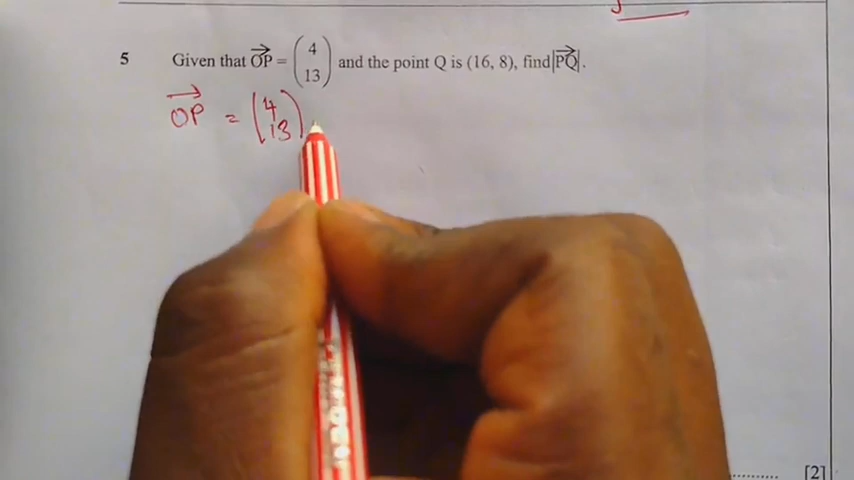 5 Given that OP = (4 13) and the point Q is (16, 8), find |PQ|.
OP = (4 13)
[2]